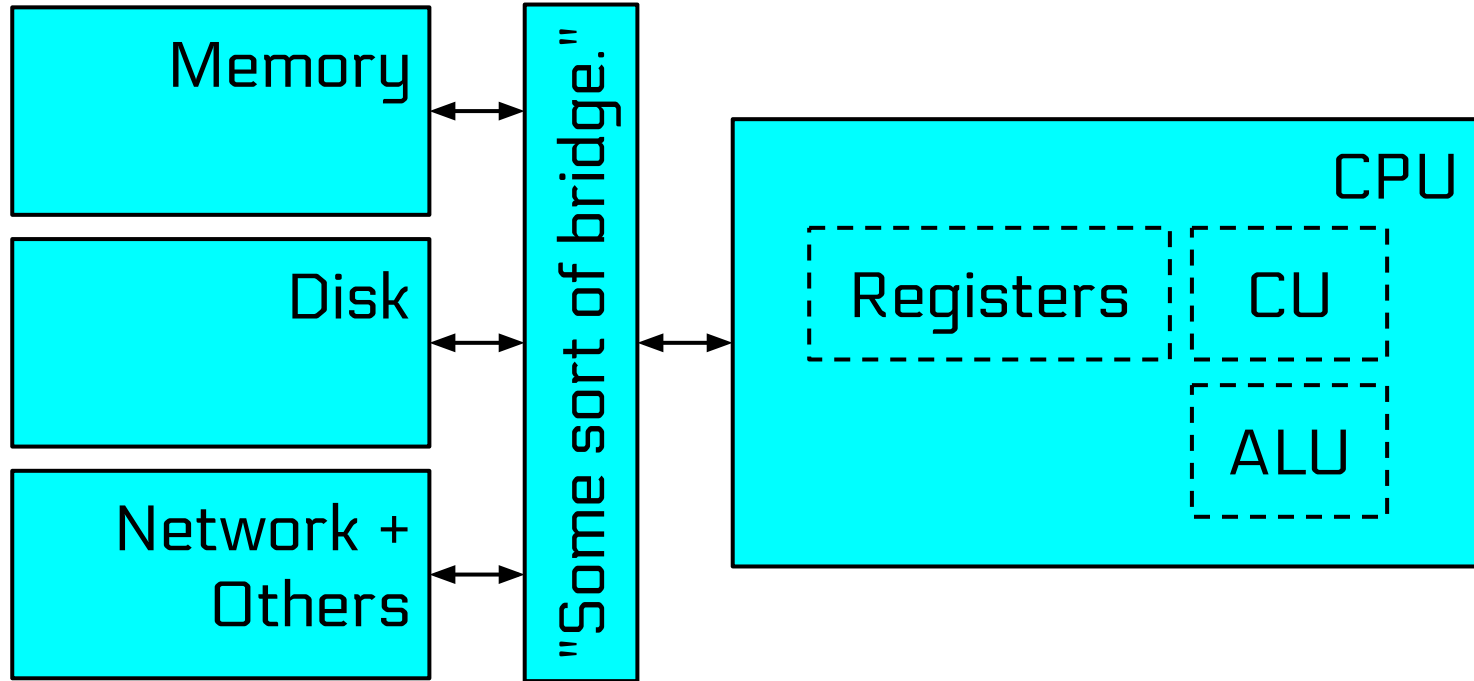 Memory
Disk
Network +
Others
"Some sort of bridge."
CPU
Registers
CU
ALU